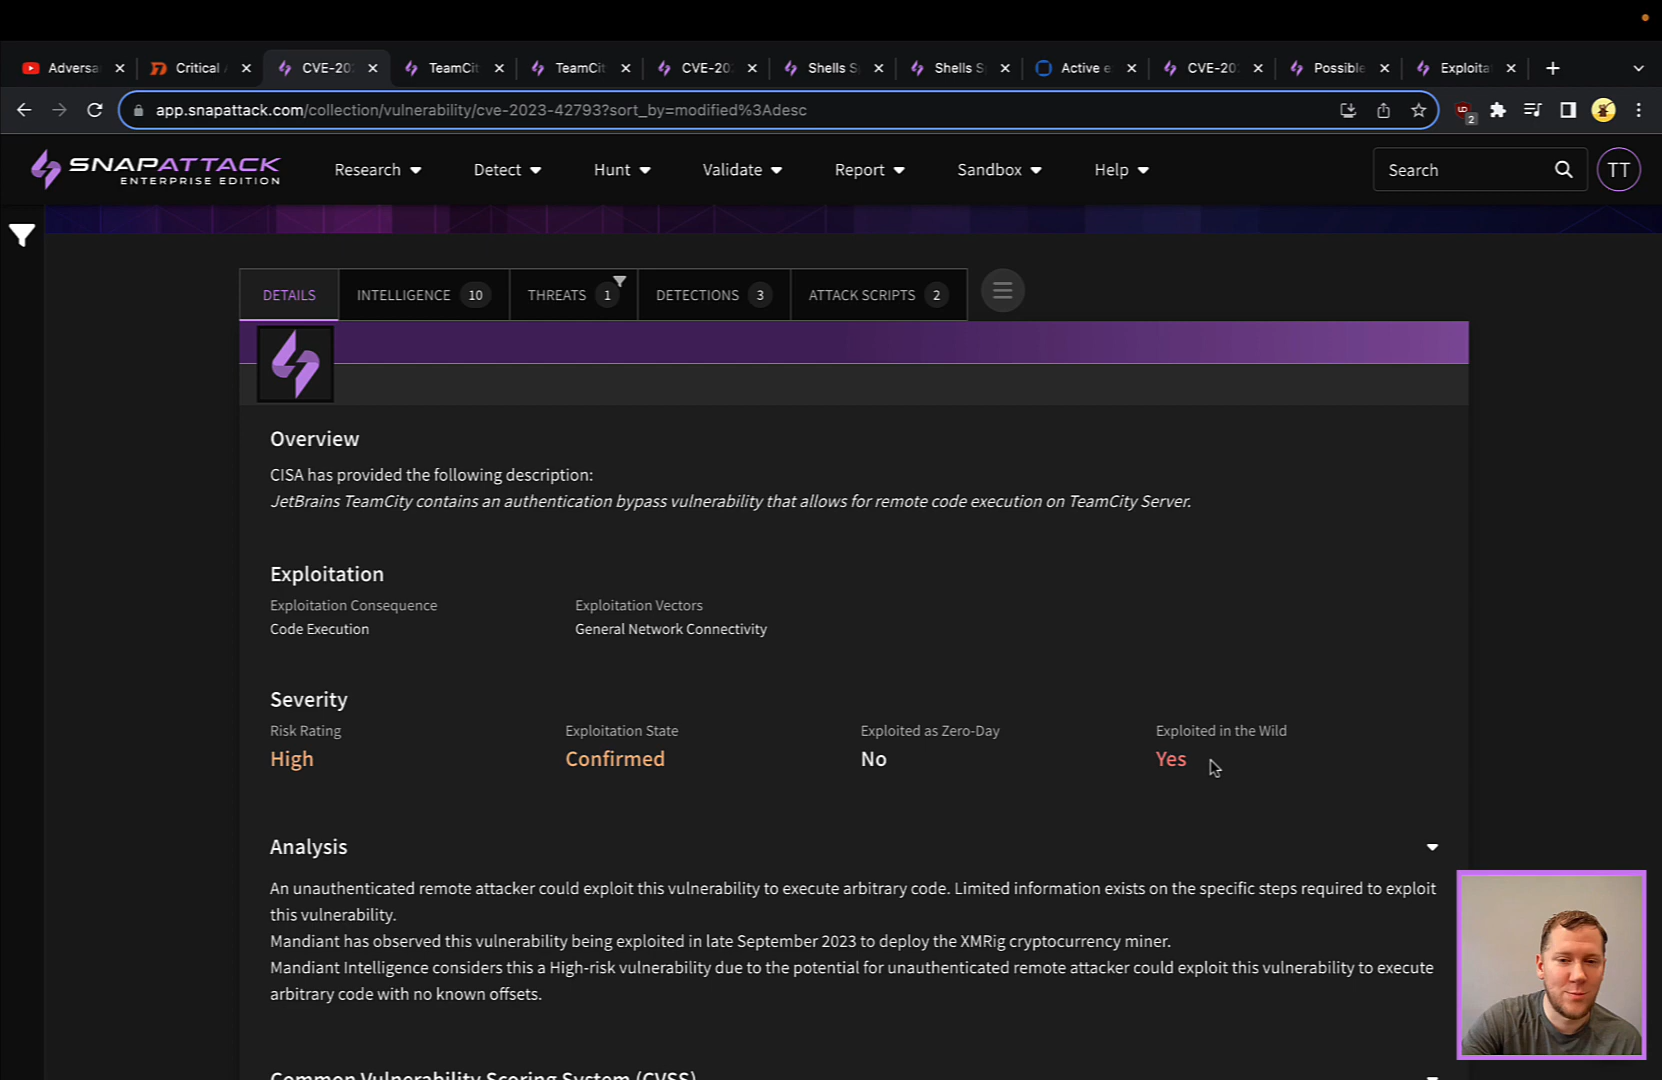 Adversa
Critical
CVE-20
TeamCit
TeamCit
CVE-20
Shells S
Shells S
Active e
CVE-20
Possible
Exploita
app.snapattack.com/collection/vulnerability/cve-2023-42793?sort_by=modified%3Adesc
2
SNAPATTACK
ENTERPRISE EDITION
Research
Detect
Hunt
Validate
Report
Sandbox
Help
Search
TT
DETAILS
INTELLIGENCE 10
THREATS 1
DETECTIONS 3
ATTACK SCRIPTS 2
Overview
CISA has provided the following description:
JetBrains TeamCity contains an authentication bypass vulnerability that allows for remote code execution on TeamCity Server.
Exploitation
Exploitation Consequence
Code Execution
Exploitation Vectors
General Network Connectivity
Severity
Risk Rating
High
Exploitation State
Confirmed
Exploited as Zero-Day
No
Exploited in the Wild
Yes
Analysis
An unauthenticated remote attacker could exploit this vulnerability to execute arbitrary code. Limited information exists on the specific steps required to exploit
this vulnerability.
Mandiant has observed this vulnerability being exploited in late September 2023 to deploy the XMRig cryptocurrency miner.
Mandiant Intelligence considers this a High-risk vulnerability due to the potential for unauthenticated remote attacker could exploit this vulnerability to execute
arbitrary code with no known offsets.
Common Vulnerability Scoring System (CVSS)